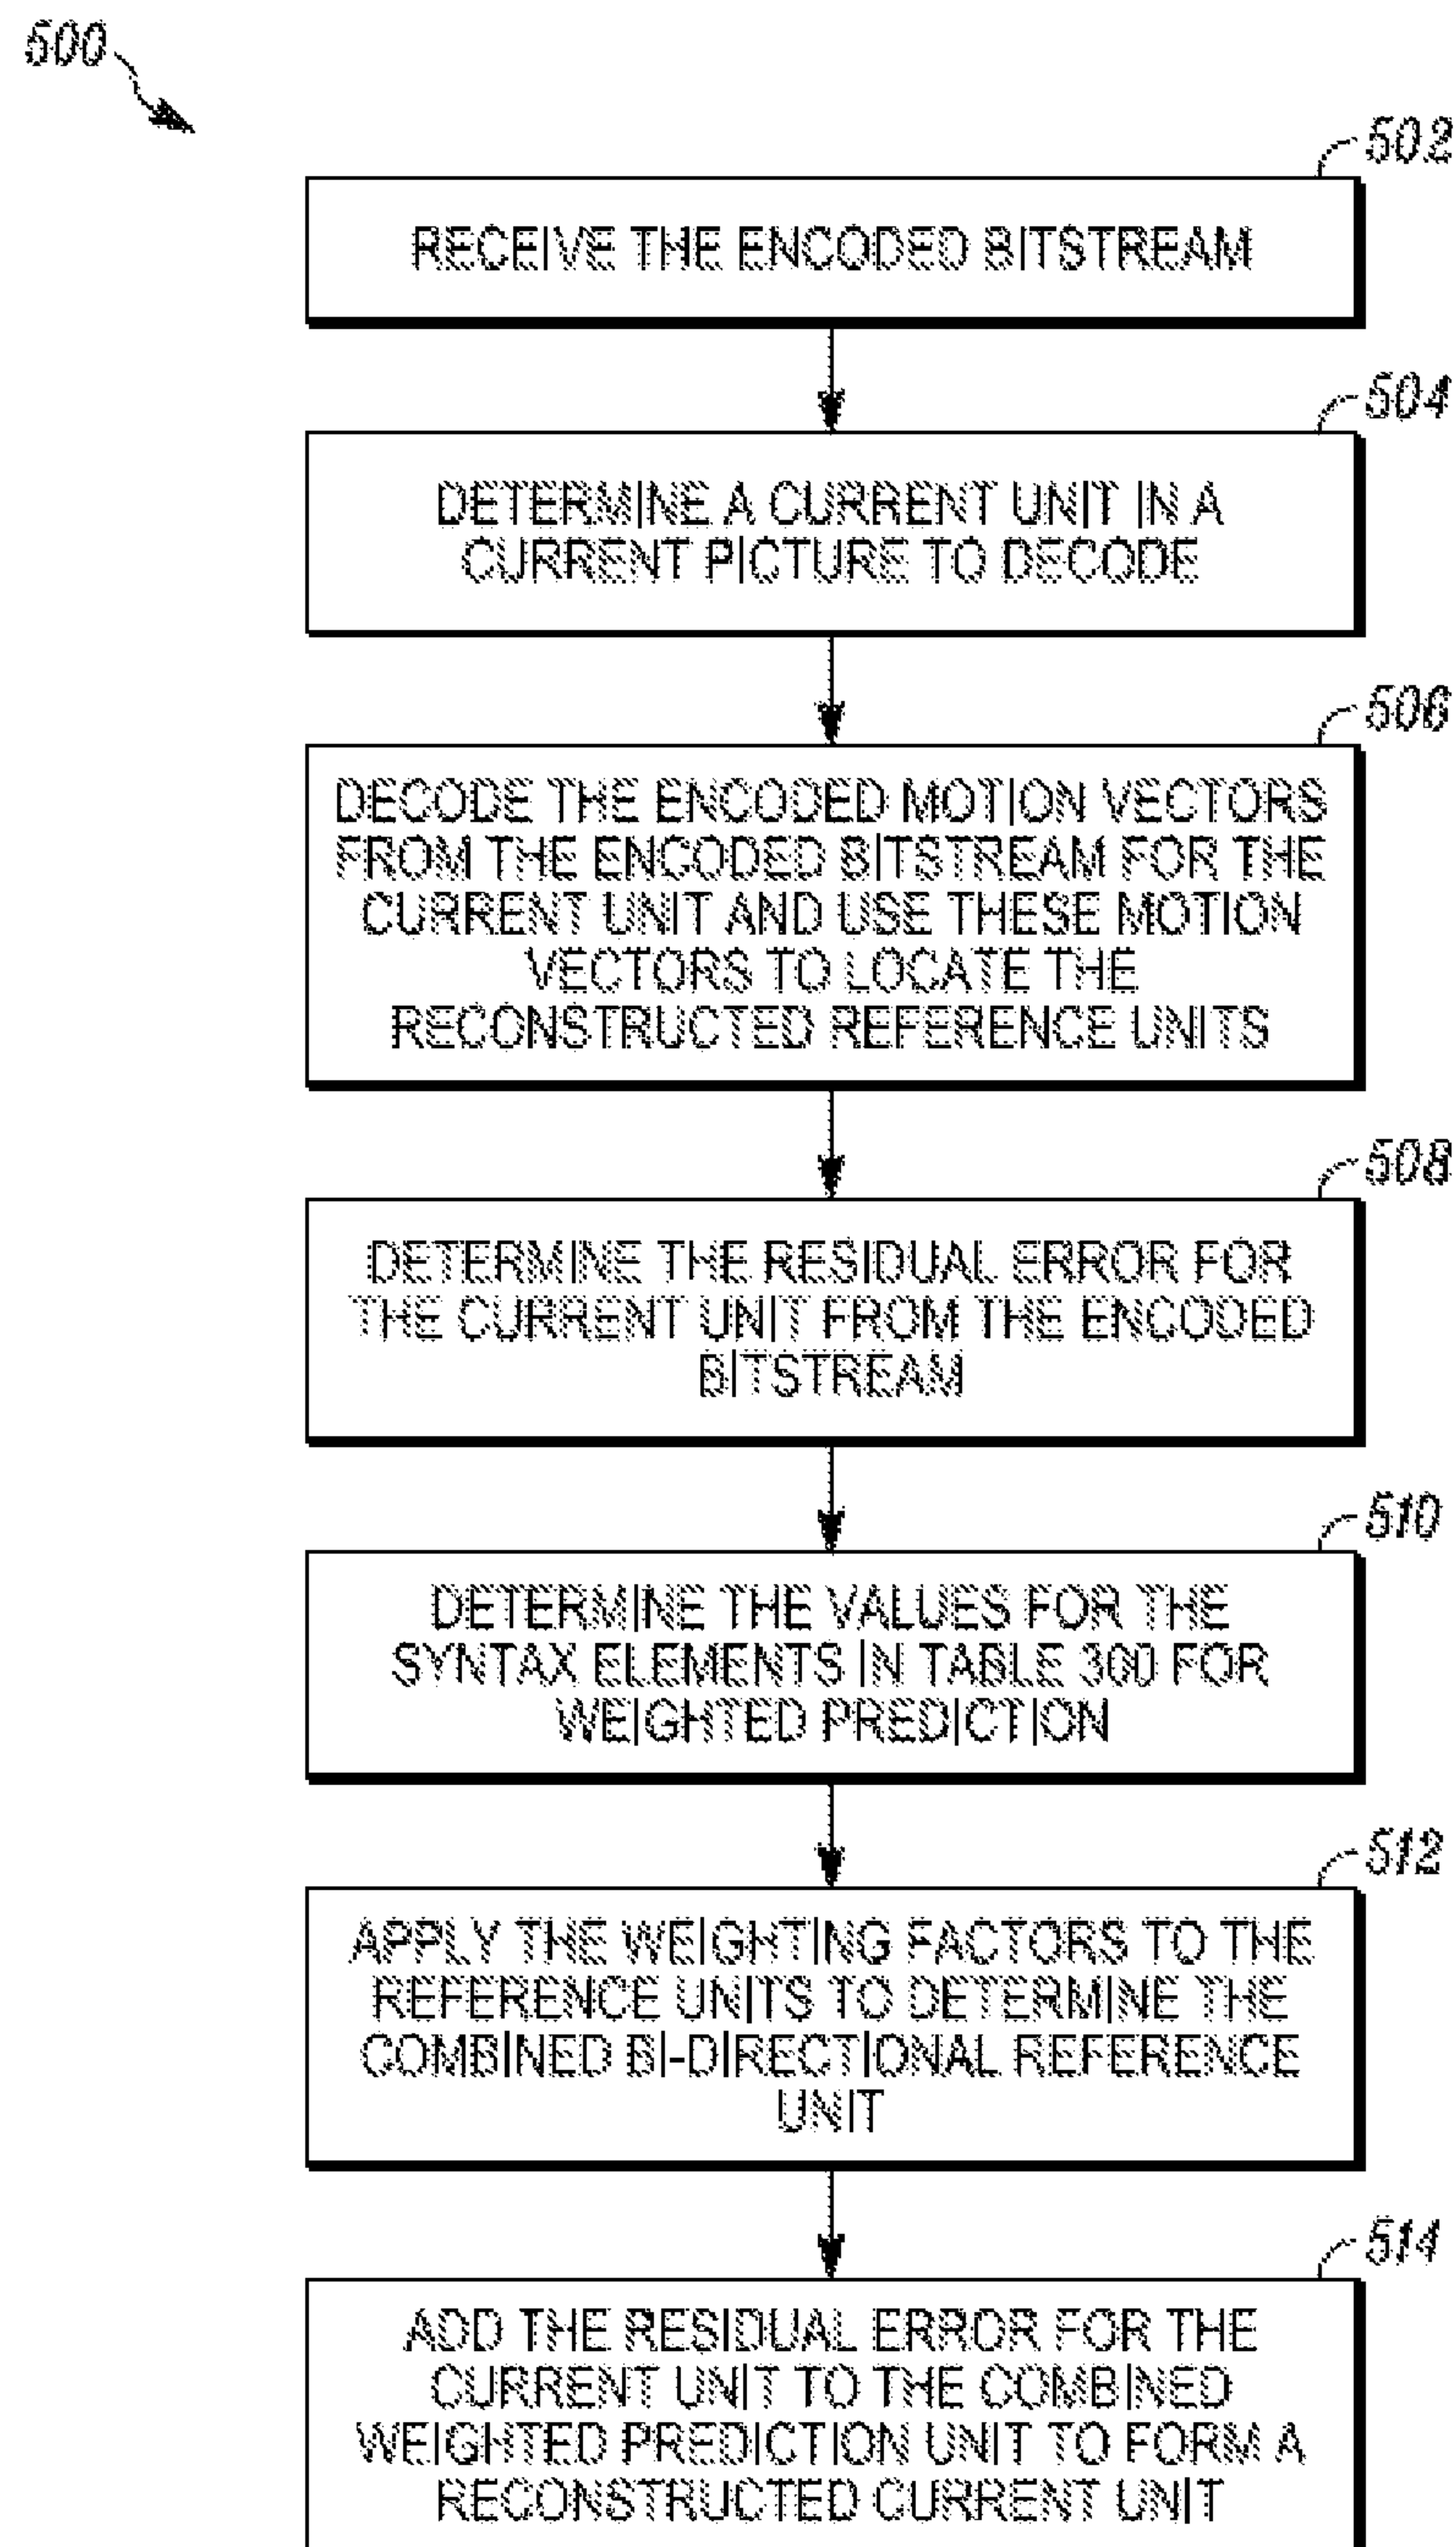 500
502
RECEIVE THE ENCODED BITSTREAM
504
DETERMINE A CURRENT UNIT IN A
CURRENT PICTURE TO DECODE
506
DECODE THE ENCODED MOTION VECTORS
FROM THE ENCODED BITSTREAM FOR THE
CURRENT UNIT AND USE THESE MOTION
VECTORS TO LOCATE THE
RECONSTRUCTED REFERENCE UNITS
508
DETERMINE THE RESIDUAL ERROR FOR
THE CURRENT UNIT FROM THE ENCODED
BITSTREAM
510
DETERMINE THE VALUES FOR THE
SYNTAX ELEMENTS IN TABLE 300 FOR
WEIGHTED PREDICTION
512
APPLY THE WEIGHTING FACTORS TO THE
REFERENCE UNITS TO DETERMINE THE
COMBINED BI-DIRECTIONAL REFERENCE
UNIT
514
ADD THE RESIDUAL ERROR FOR THE
CURRENT UNIT TO THE COMBINED
WEIGHTED PREDICTION UNIT TO FORM A
RECONSTRUCTED CURRENT UNIT